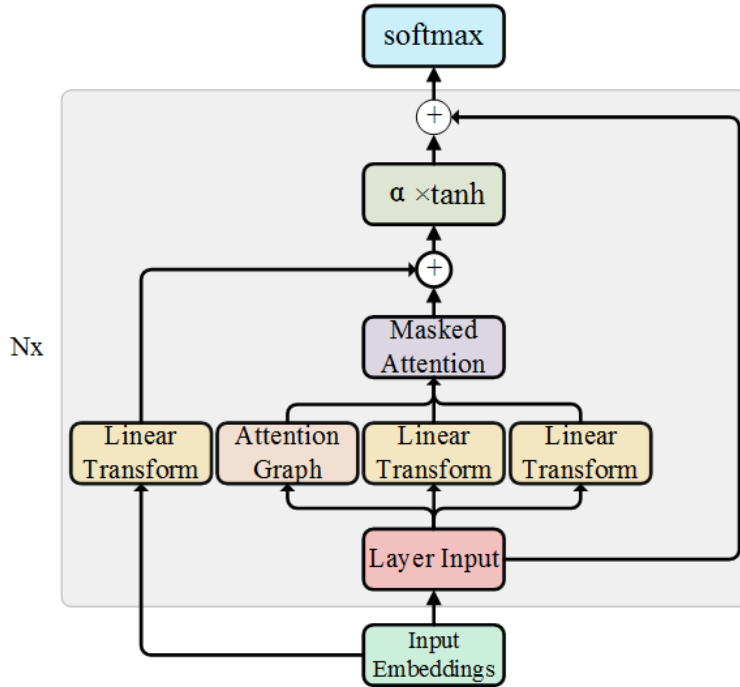 softmax
+
α ×tanh
+
Masked
Attention
Nx
Linear
Transform
Attention
Graph
Linear
Transform
Linear
Transform
Layer Input
Input
Embeddings